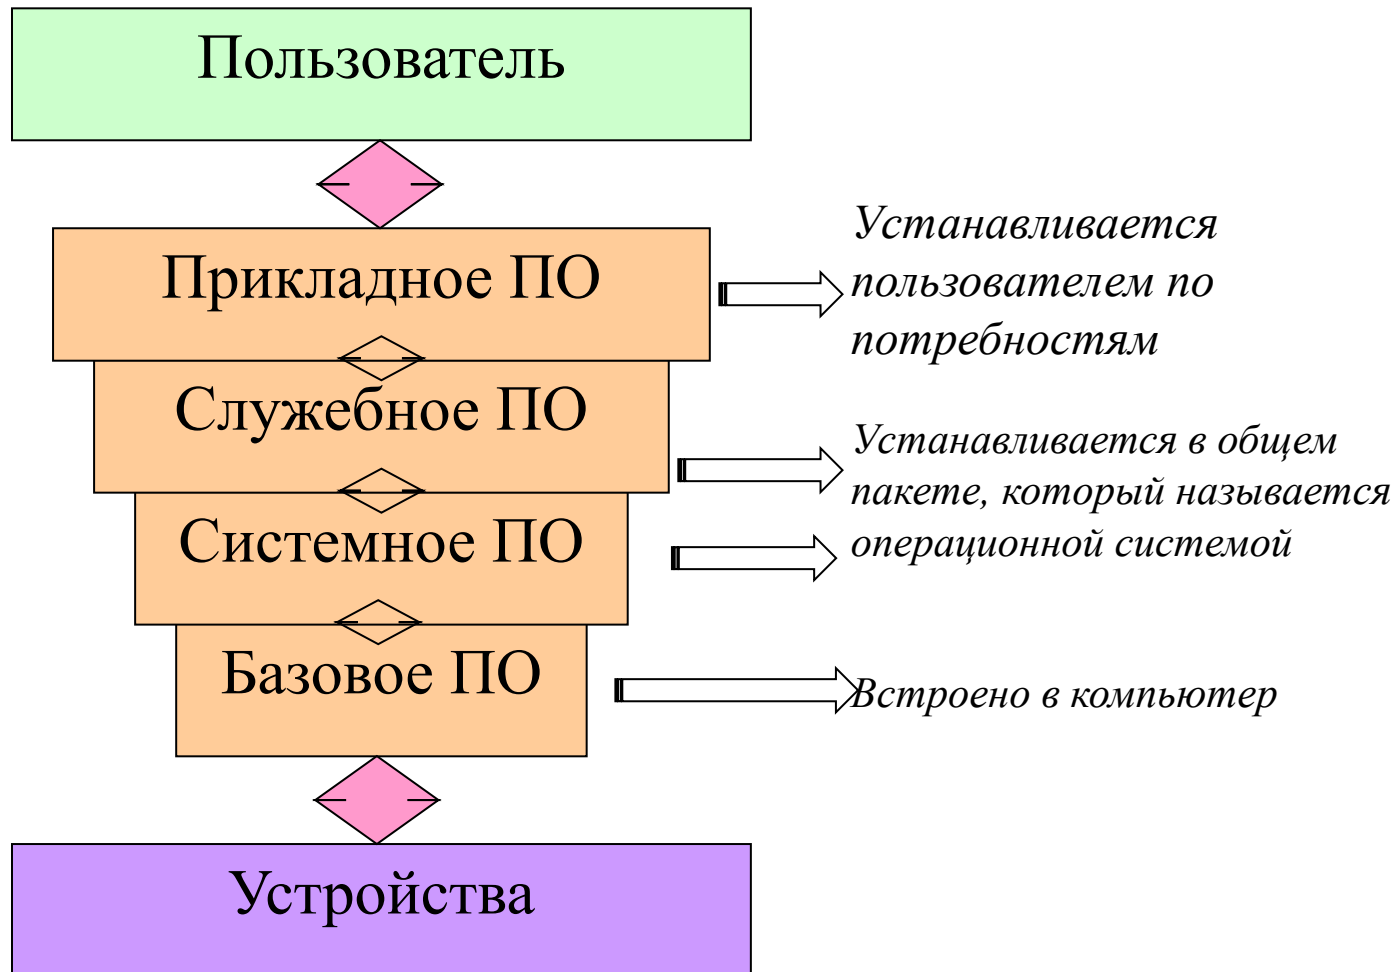 Пользователь
Прикладное ПО
Устанавливается
пользователем по
потребностям
Служебное ПО
Устанавливается в общем
пакете, который называется
операционной системой
Системное ПО
Базовое ПО
Встроено в компьютер
Устройства